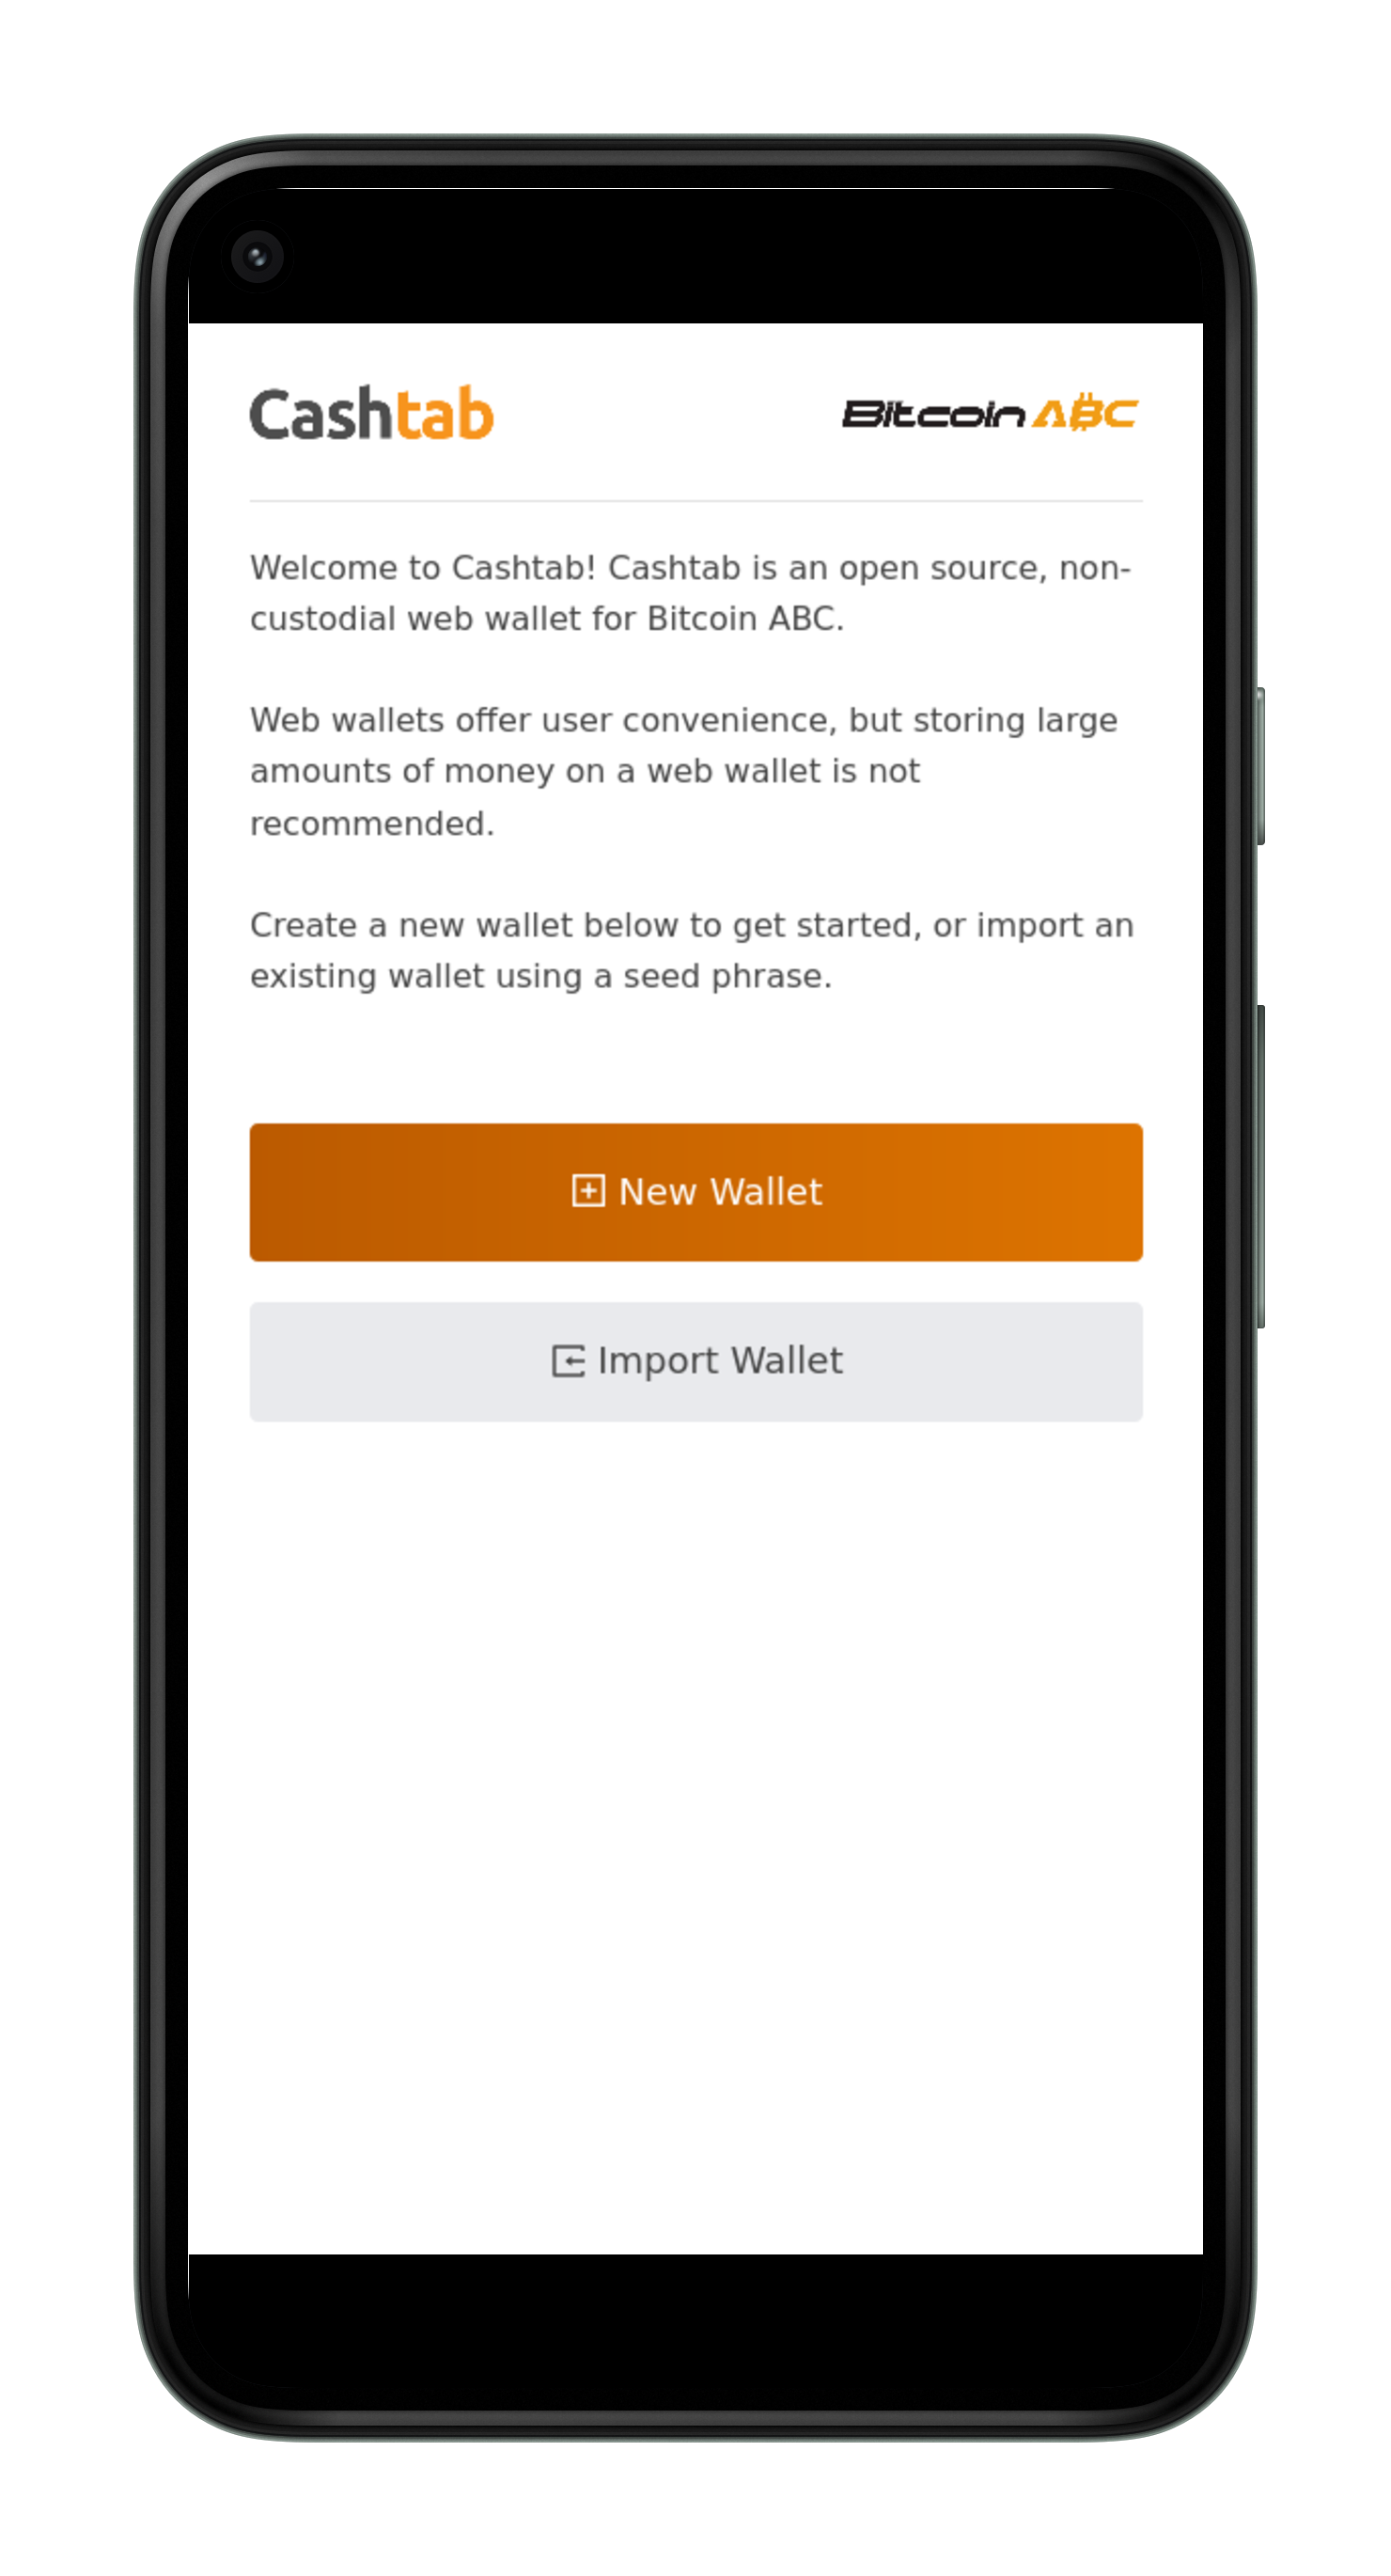 Cashtab
Bitcoin ABC
Welcome to Cashtab! Cashtab is an open source, non-
custodial web wallet for Bitcoin ABC.
Web wallets offer user convenience, but storing large
amounts of money on a web wallet is not
recommended.
Create a new wallet below to get started, or import an
existing wallet using a seed phrase.
New Wallet
Import Wallet